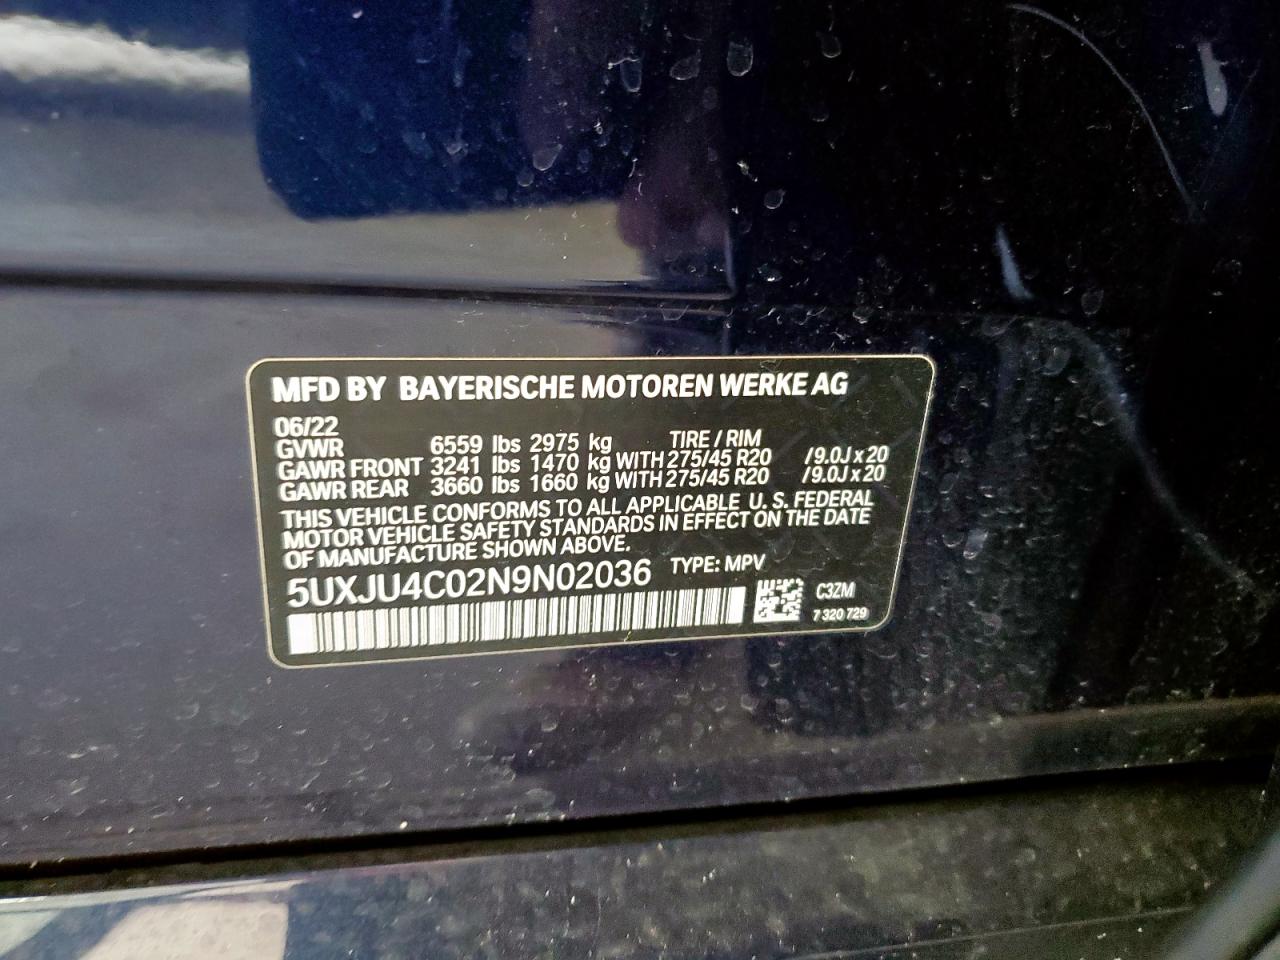 MFD BY BAYERISCHE MOTOREN WERKE AG
06/22
GVWR 6559 lbs 2975 kg TIRE / RIM
GAWR FRONT 3241 lbs 1470 kg WITH 275/45 R20 /9.0J x 20
GAWR REAR 3660 lbs 1660 kg WITH 275/45 R20 /9.0J x 20
THIS VEHICLE CONFORMS TO ALL APPLICABLE U. S. FEDERAL
MOTOR VEHICLE SAFETY STANDARDS IN EFFECT ON THE DATE
OF MANUFACTURE SHOWN ABOVE.
5UXJU4C02N9N02036 TYPE: MPV
C3ZM
7 320 729